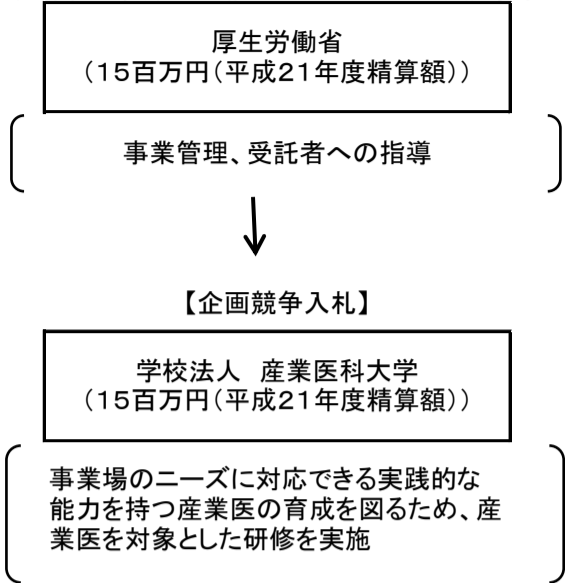 厚生労働省
（１５百万円（平成２１年度精算額））
事業管理、受託者への指導
【企画競争入札】
学校法人　産業医科大学
（１５百万円（平成２１年度精算額））
事業場のニーズに対応できる実践的な
能力を持つ産業医の育成を図るため、産
業医を対象とした研修を実施